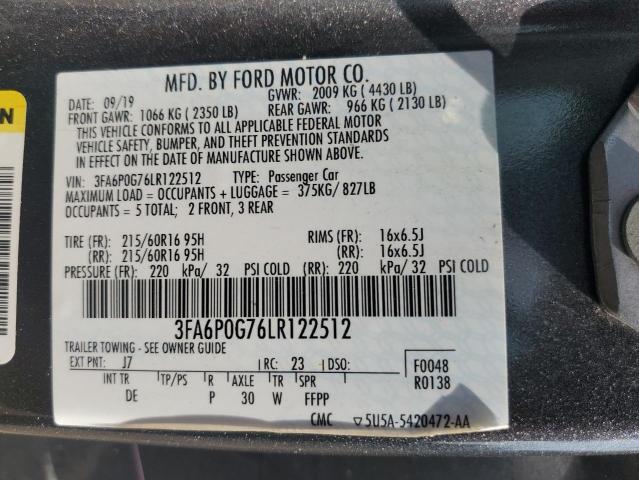 MFD. BY FORD MOTOR CO.
DATE: 09/19 GVWR: 2009 KG ( 4430 LB)
FRONT GAWR: 1066 KG ( 2350 LB) REAR GAWR: 966 KG ( 2130 LB)
THIS VEHICLE CONFORMS TO ALL APPLICABLE FEDERAL MOTOR
VEHICLE SAFETY, BUMPER, AND THEFT PREVENTION STANDARDS
IN EFFECT ON THE DATE OF MANUFACTURE SHOWN ABOVE.
VIN: 3FA6P0G76LR122512 TYPE: Passenger Car
MAXIMUM LOAD = OCCUPANTS + LUGGAGE = 375KG/ 827LB
OCCUPANTS = 5 TOTAL; 2 FRONT, 3 REAR
TIRE (FR): 215/60R16 95H RIMS (FR): 16x6.5J
(RR): 215/60R16 95H (RR): 16x6.5J
PRESSURE (FR): 220 kPa/ 32 PSI COLD (RR): 220 kPa/ 32 PSI COLD
3FA6P0G76LR122512
TRAILER TOWING - SEE OWNER GUIDE
EXT PNT: J7 RC: 23 DSO: F0048
R0138
INT TR TP/PS R AXLE TR SPR
DE P 30 W FFPP
CMC ▽5U5A-5420472-AA